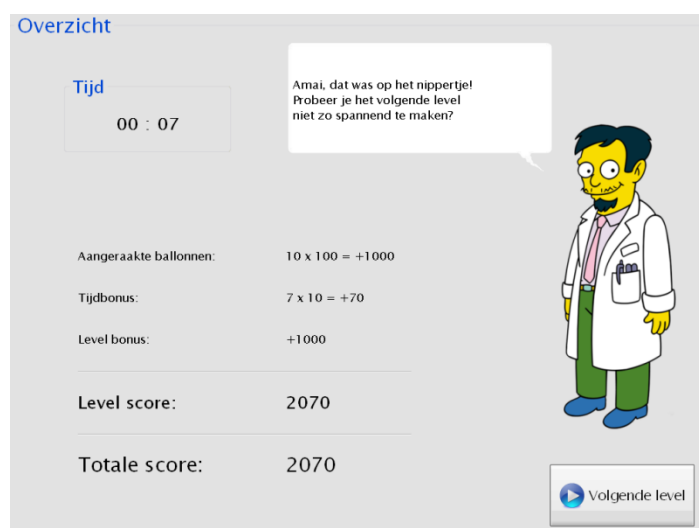 Overzicht
Tijd
00 : 07
Amai, dat was op het nippertje!
Probeer je het volgende level
niet zo spannend te maken?
Aangeraakte ballonnen: 10 x 100 = +1000
Tijdbonus: 7 x 10 = +70
Level bonus: +1000
Level score: 2070
Totale score: 2070
Volgende level